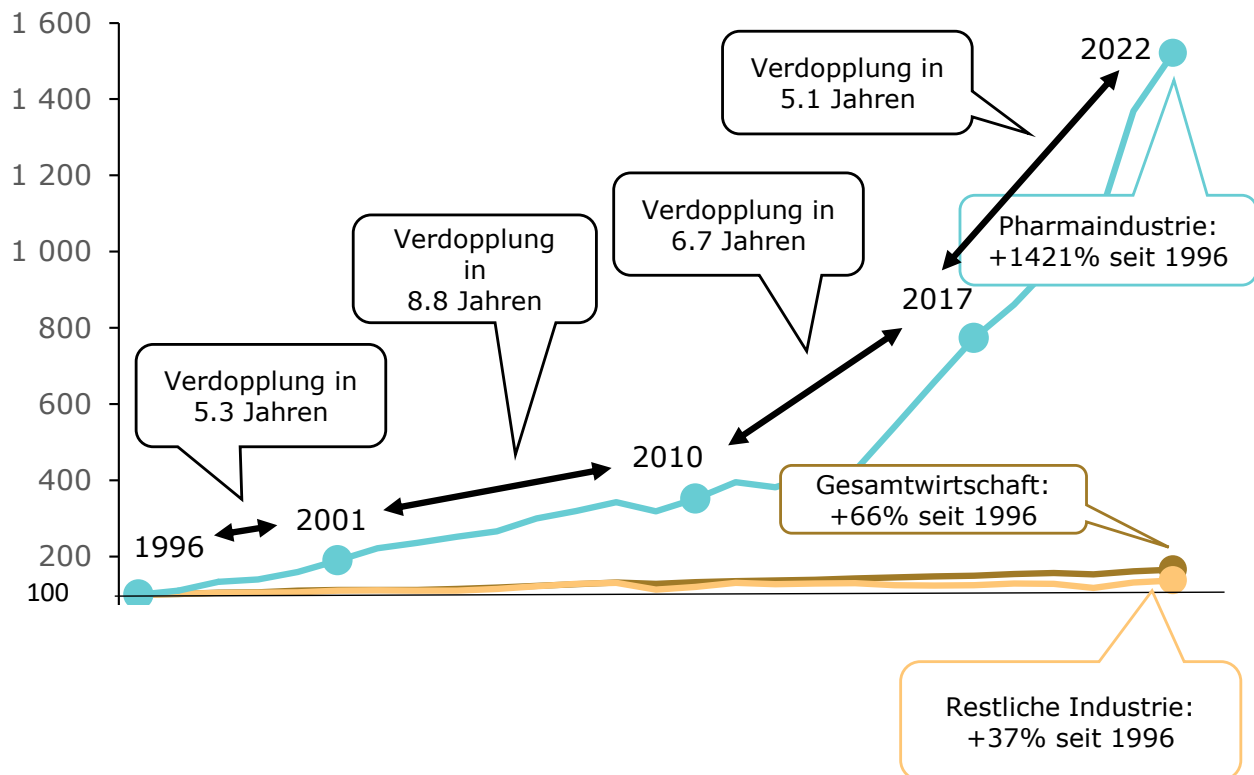 1 600
1 400
1 200
1 000
800
600
400
200
100
1996
2001
2010
2017
2022
Verdopplung in
5.3 Jahren
Verdopplung
in
8.8 Jahren
Verdopplung in
6.7 Jahren
Verdopplung in
5.1 Jahren
Pharmaindustrie:
+1421% seit 1996
Gesamtwirtschaft:
+66% seit 1996
Restliche Industrie:
+37% seit 1996